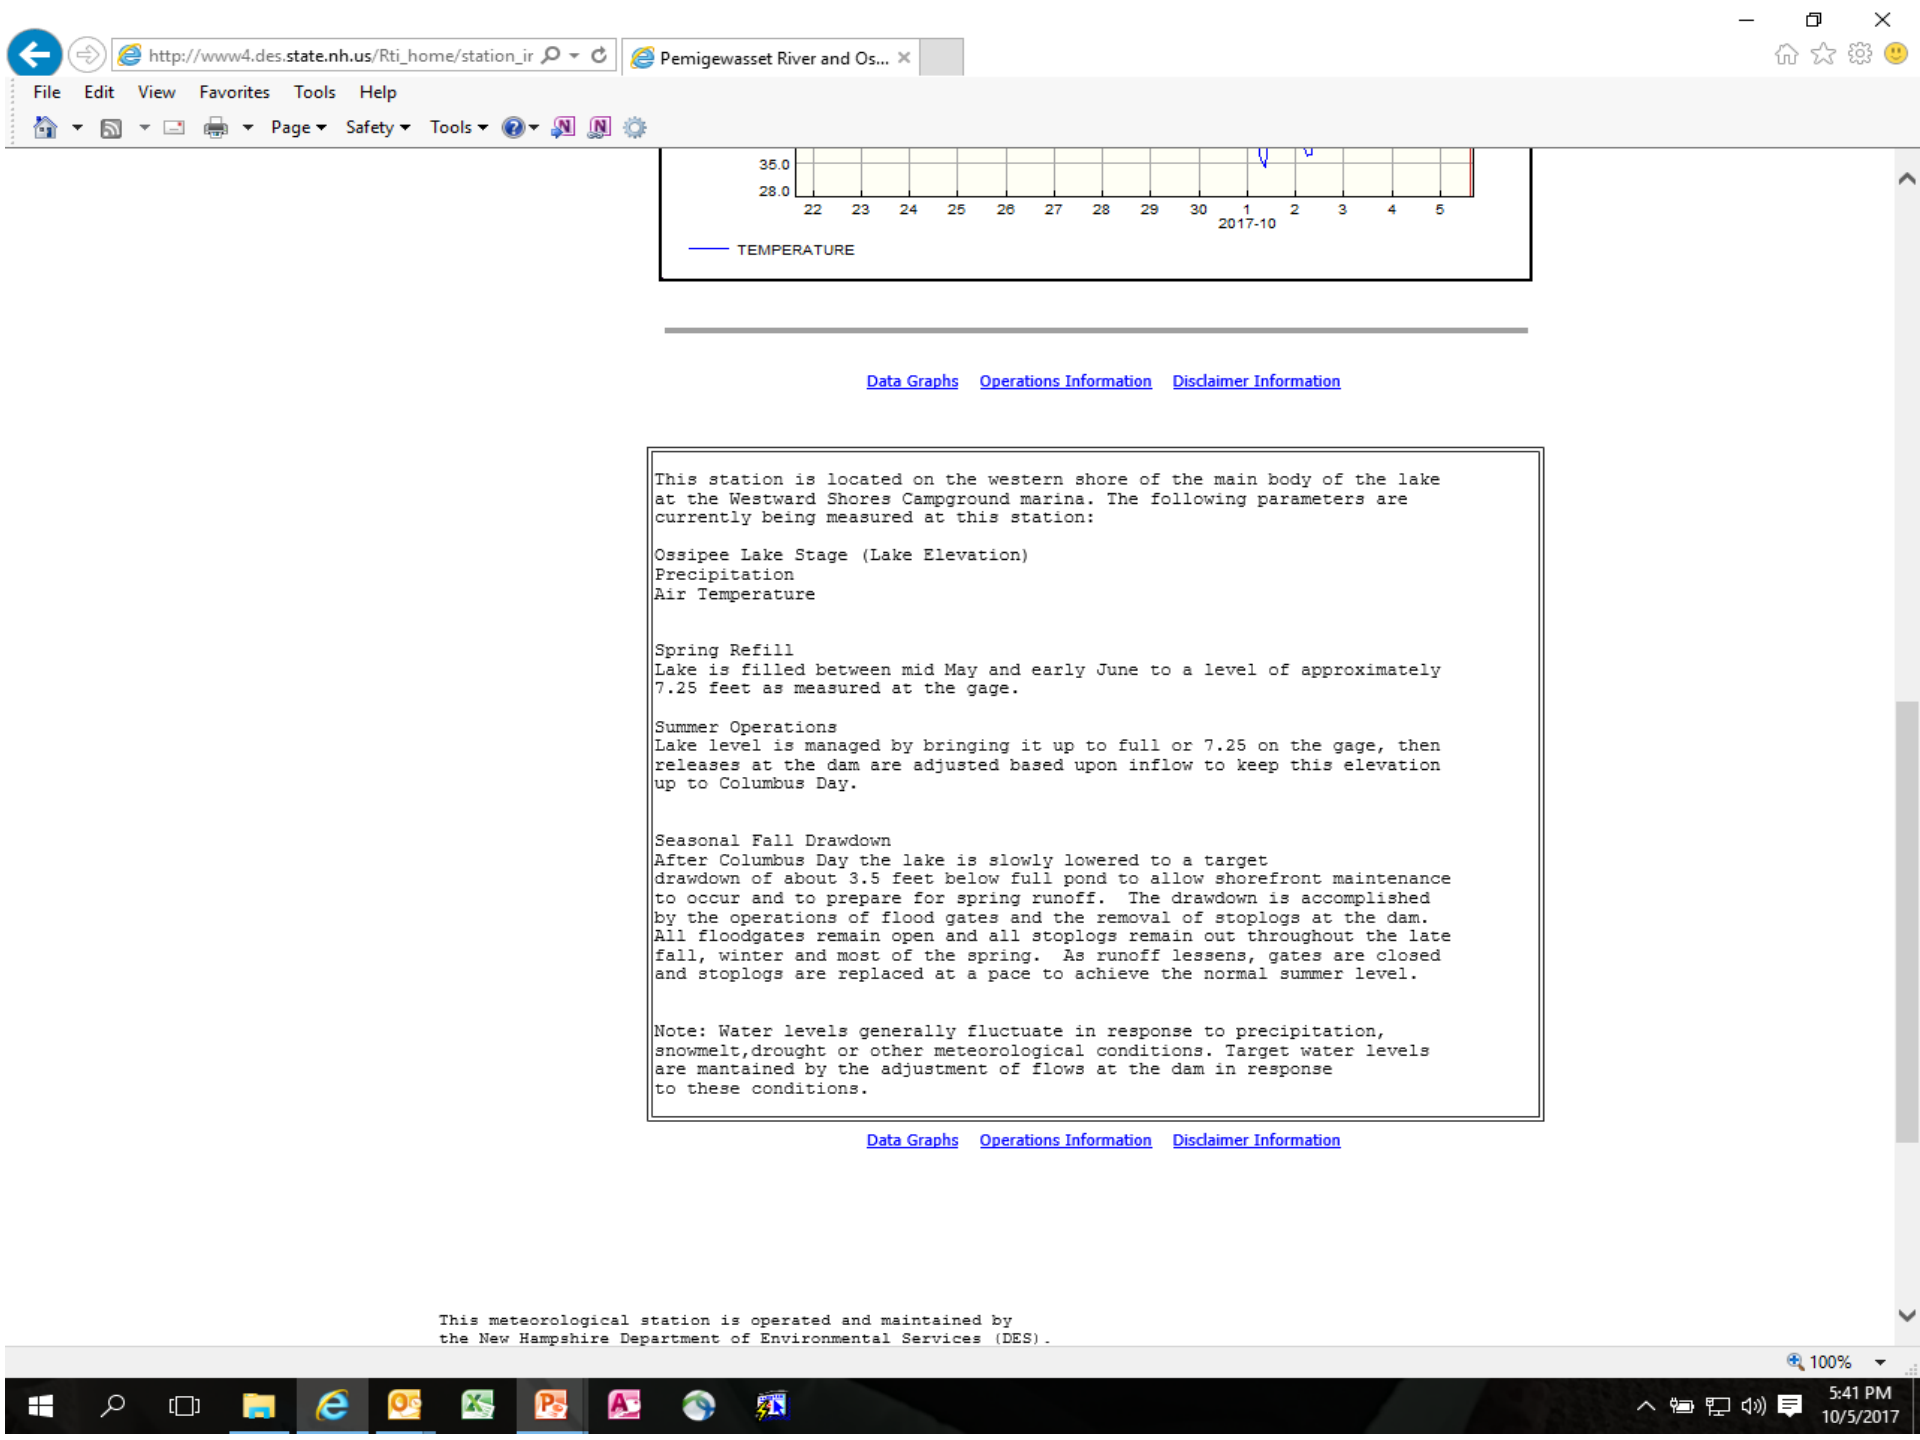 http://www4.des.state.nh.us/Rti_home/station_ir
Pemigewasset River and Os...
File Edit View Favorites Tools Help
Page Safety Tools
35.0
28.0
22 23 24 25 26 27 28 29 30 1 2 3 4 5
2017-10
TEMPERATURE
Data Graphs Operations Information Disclaimer Information
This station is located on the western shore of the main body of the lake
at the Westward Shores Campground marina. The following parameters are
currently being measured at this station:
Ossipee Lake Stage (Lake Elevation)
Precipitation
Air Temperature
Spring Refill
Lake is filled between mid May and early June to a level of approximately
7.25 feet as measured at the gage.
Summer Operations
Lake level is managed by bringing it up to full or 7.25 on the gage, then
releases at the dam are adjusted based upon inflow to keep this elevation
up to Columbus Day.
Seasonal Fall Drawdown
After Columbus Day the lake is slowly lowered to a target
drawdown of about 3.5 feet below full pond to allow shorefront maintenance
to occur and to prepare for spring runoff. The drawdown is accomplished
by the operations of flood gates and the removal of stoplogs at the dam.
All floodgates remain open and all stoplogs remain out throughout the late
fall, winter and most of the spring. As runoff lessens, gates are closed
and stoplogs are replaced at a pace to achieve the normal summer level.
Note: Water levels generally fluctuate in response to precipitation,
snowmelt,drought or other meteorological conditions. Target water levels
are mantained by the adjustment of flows at the dam in response
to these conditions.
Data Graphs Operations Information Disclaimer Information
This meteorological station is operated and maintained by
the New Hampshire Department of Environmental Services (DES).
100%
5:41 PM
10/5/2017